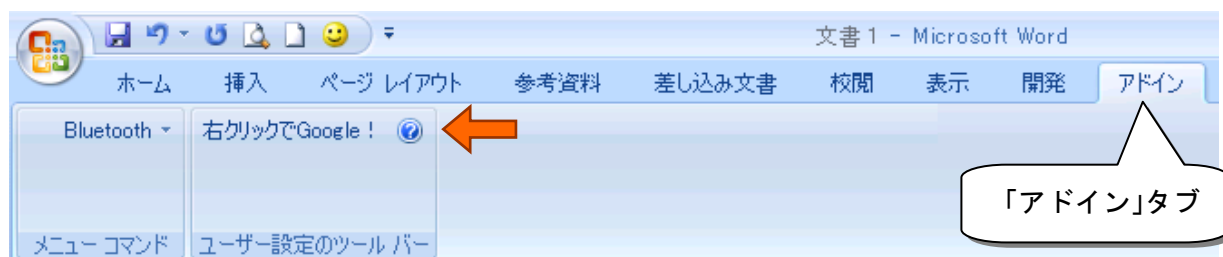 文書 1 - Microsoft Word
ホーム 挿入 ページ レイアウト 参考資料 差し込み文書 校閲 表示 開発 アドイン
Bluetooth 右クリックでGoogle！
「アドイン」タブ
メニュー コマンド ユーザー設定のツール バー